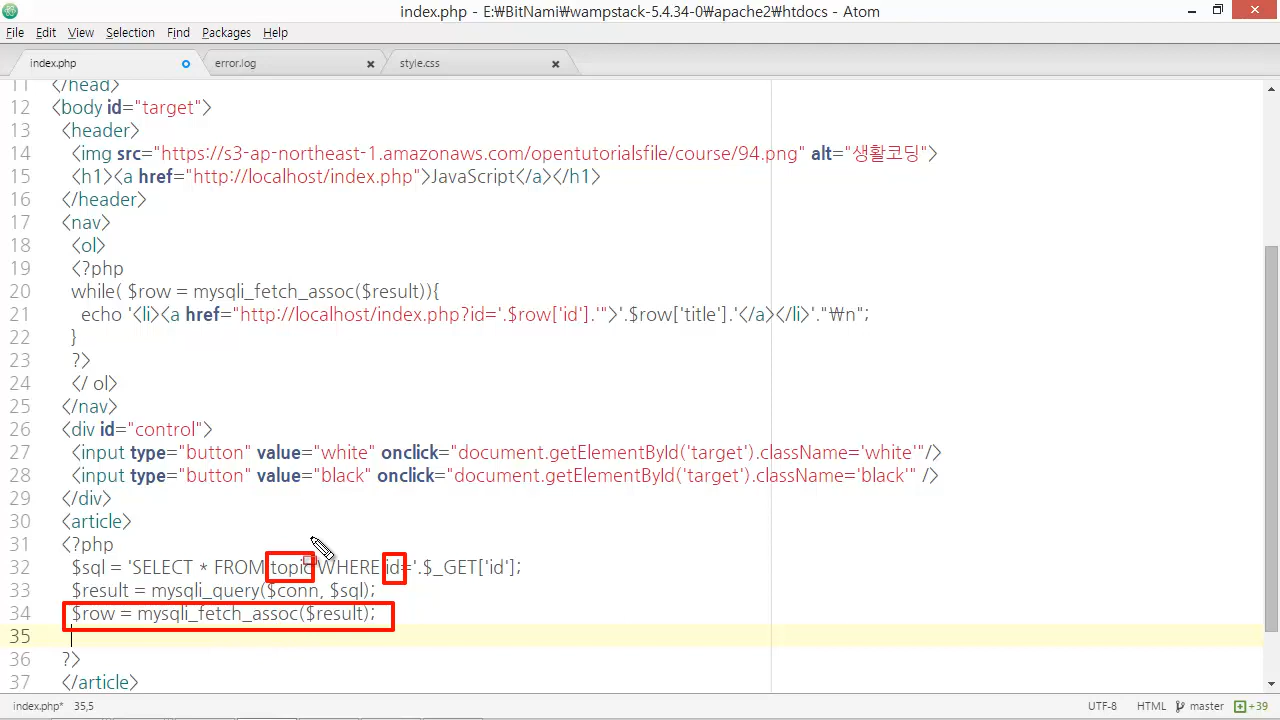 index.php - E:₩BitNami₩wampstack-5.4.34-0₩apache2₩htdocs - Atom
File Edit View Selection Find Packages Help
index.php error.log style.css
11 </head>
12 <body id="target">
13 <header>
14 <img src="https://s3-ap-northeast-1.amazonaws.com/opentutorialsfile/course/94.png" alt="생활코딩">
15 <h1><a href="http://localhost/index.php">JavaScript</a></h1>
16 </header>
17 <nav>
18 <ol>
19 <?php
20 while( $row = mysqli_fetch_assoc($result)){
21 echo '<li><a href="http://localhost/index.php?id='.$row['id'].'">'.$row['title'].'</a></li>'."₩n";
22 }
23 ?>
24 </ ol>
25 </nav>
26 <div id="control">
27 <input type="button" value="white" onclick="document.getElementById('target').className='white'"/>
28 <input type="button" value="black" onclick="document.getElementById('target').className='black'" />
29 </div>
30 <article>
31 <?php
32 $sql = 'SELECT * FROM topic WHERE id='.$_GET['id'];
33 $result = mysqli_query($conn, $sql);
34 $row = mysqli_fetch_assoc($result);
35
36 ?>
37 </article>
index.php* 35,5 UTF-8 HTML master +39